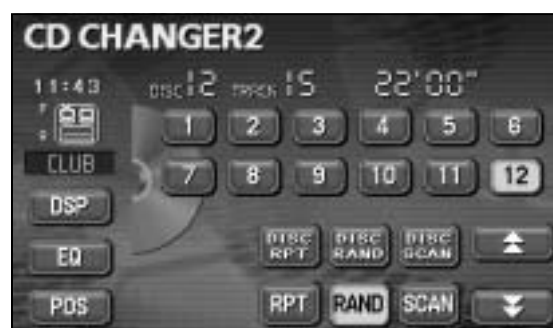 CD CHANGER2
11:43 DISC 12 TRACK 15 22'00"
F
R
1 2 3 4 5 6
CLUB
7 8 9 10 11 12
DSP
DISC RPT DISC RAND DISC SCAN
EQ
POS RPT RAND SCAN